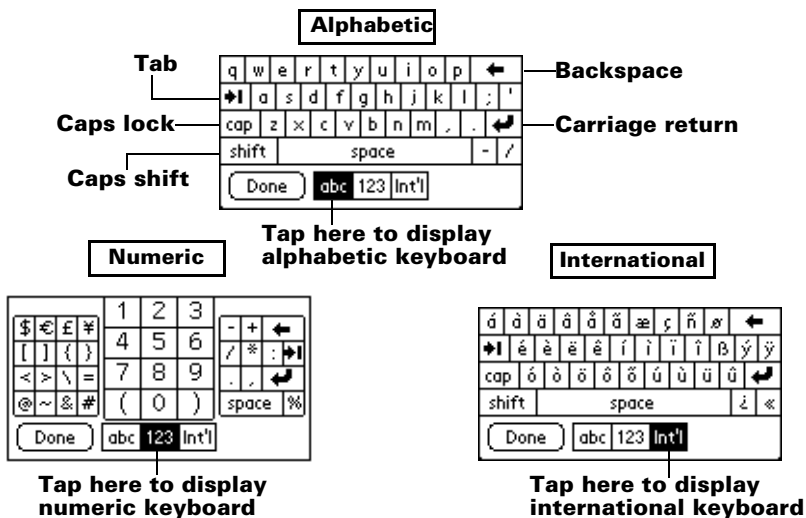 Alphabetic
Tab
q w e r t y u i o p
Backspace
a s d f g h j k l ; '
Caps lock
cap z x c v b n m , .
Carriage return
shift space - /
Caps shift
Done abc 123 Int'l
Tap here to display
alphabetic keyboard
Numeric
1 2 3
$ € £ ¥ - +
4 5 6
[ ] { } / * :
7 8 9
< > \ = . ,
@ ~ & # ( 0 ) space %
Done abc 123 Int'l
Tap here to display
numeric keyboard
International
á à ä â å ã æ ç ñ ø
é è ë ê í ì ï î ß ý ÿ
cap ó ò ö ô õ ú ù ü û
shift space ¿ «
Done abc 123 Int'l
Tap here to display
international keyboard